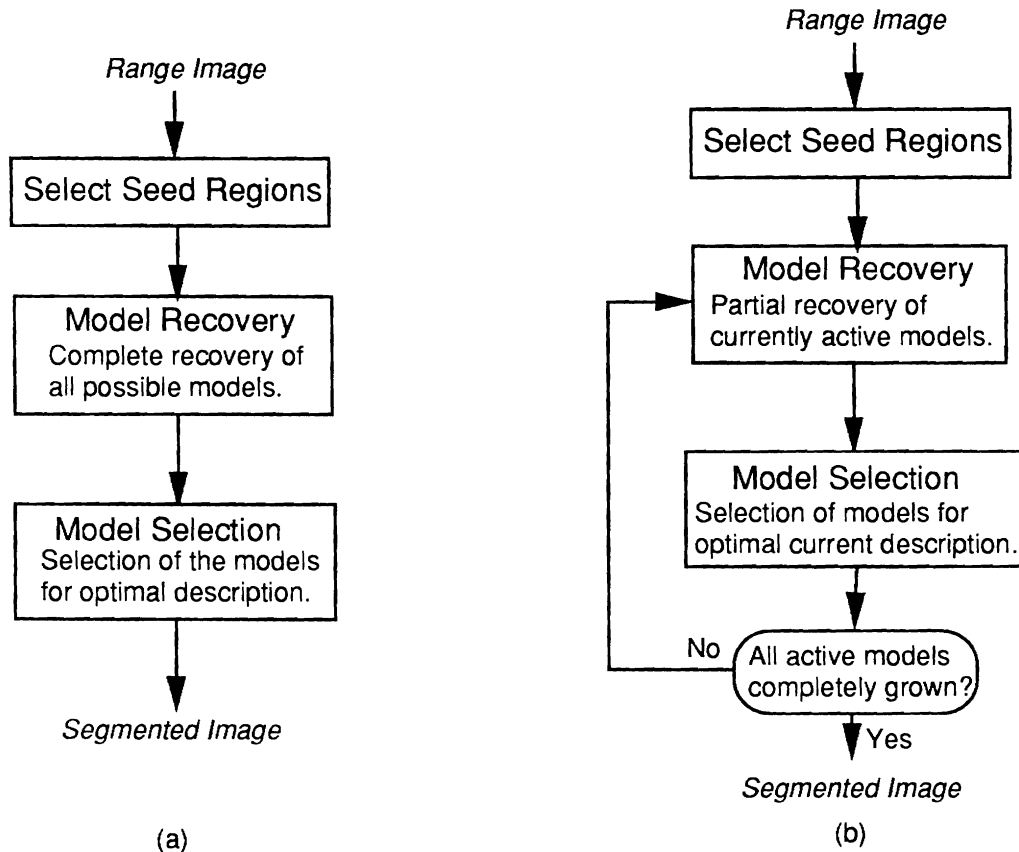 Range Image
Select Seed Regions
Model Recovery
Complete recovery of
all possible models.
Model Selection
Selection of the models
for optimal description.
Segmented Image
(a)
Range Image
Select Seed Regions
Model Recovery
Partial recovery of
currently active models.
Model Selection
Selection of models for
optimal current description.
No
All active models
completely grown?
Yes
Segmented Image
(b)